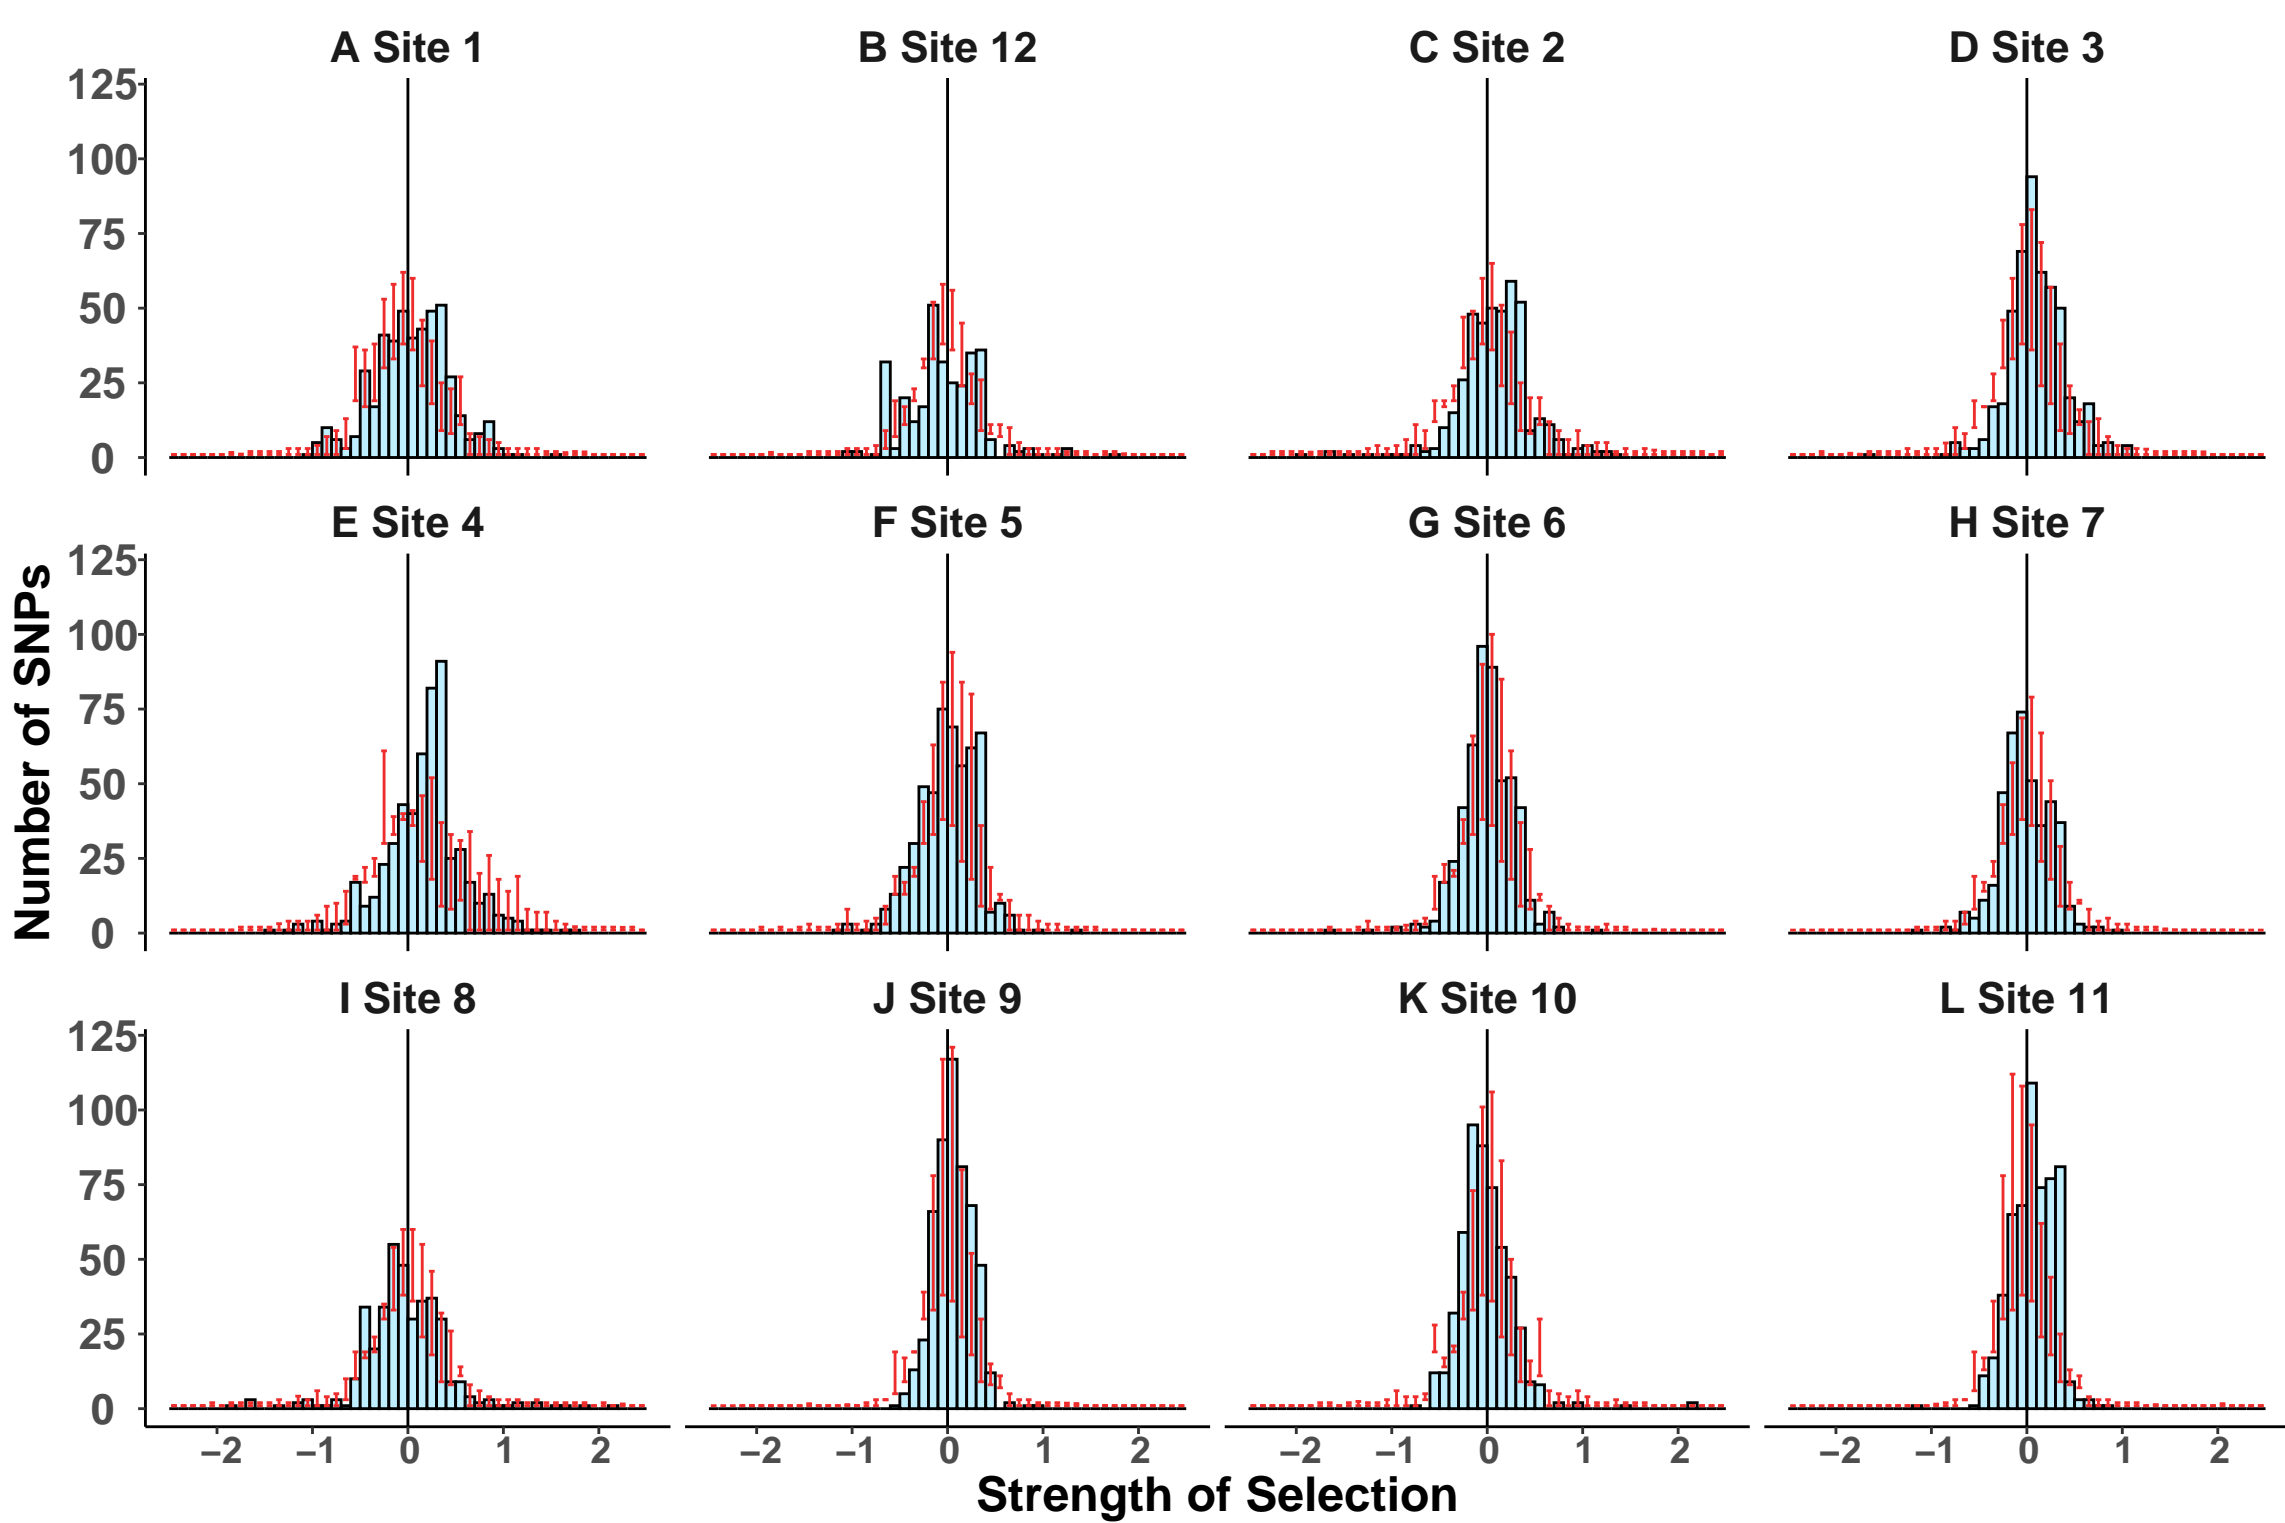 A Site 1
B Site 12
C Site 2
D Site 3
125
100
75
50
25
0
E Site 4
F Site 5
G Site 6
H Site 7
125
100
75
50
25
0
Number of SNPs
I Site 8
J Site 9
K Site 10
L Site 11
125
100
75
50
25
0
−2 −1 0 1 2
−2 −1 0 1 2
−2 −1 0 1 2
−2 −1 0 1 2
Strength of Selection